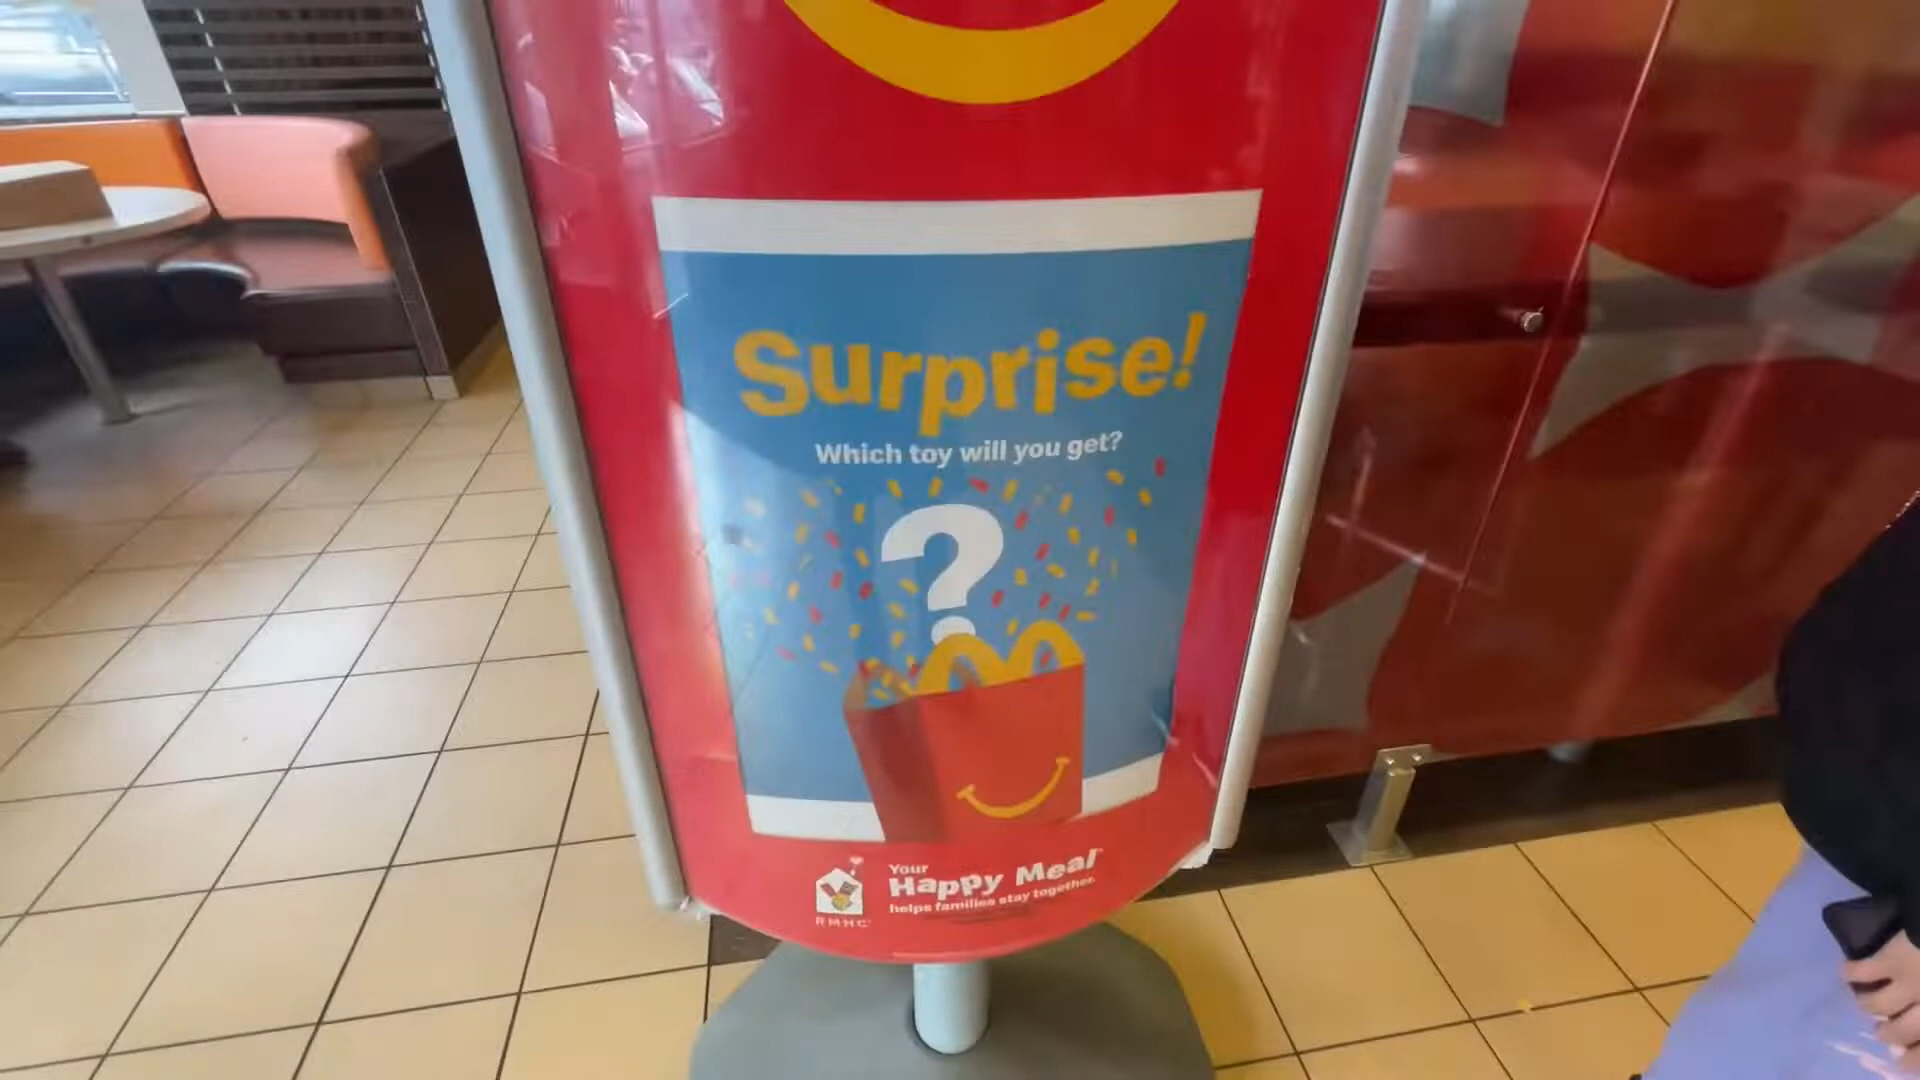 Surprise!
Which toy will you get?
?
Your
Happy Meal
helps families stay together.
RMHC